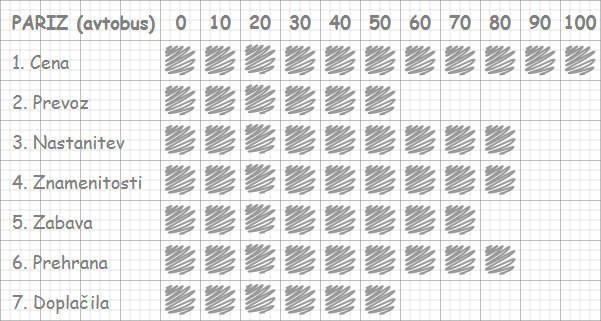 PARIZ (avtobus) 0 10 20 30 40 50 60 70 80 90 100
1. Cena
2. Prevoz
3. Nastanitev
4. Znamenitosti
5. Zabava
6. Prehrana
7. Doplačila